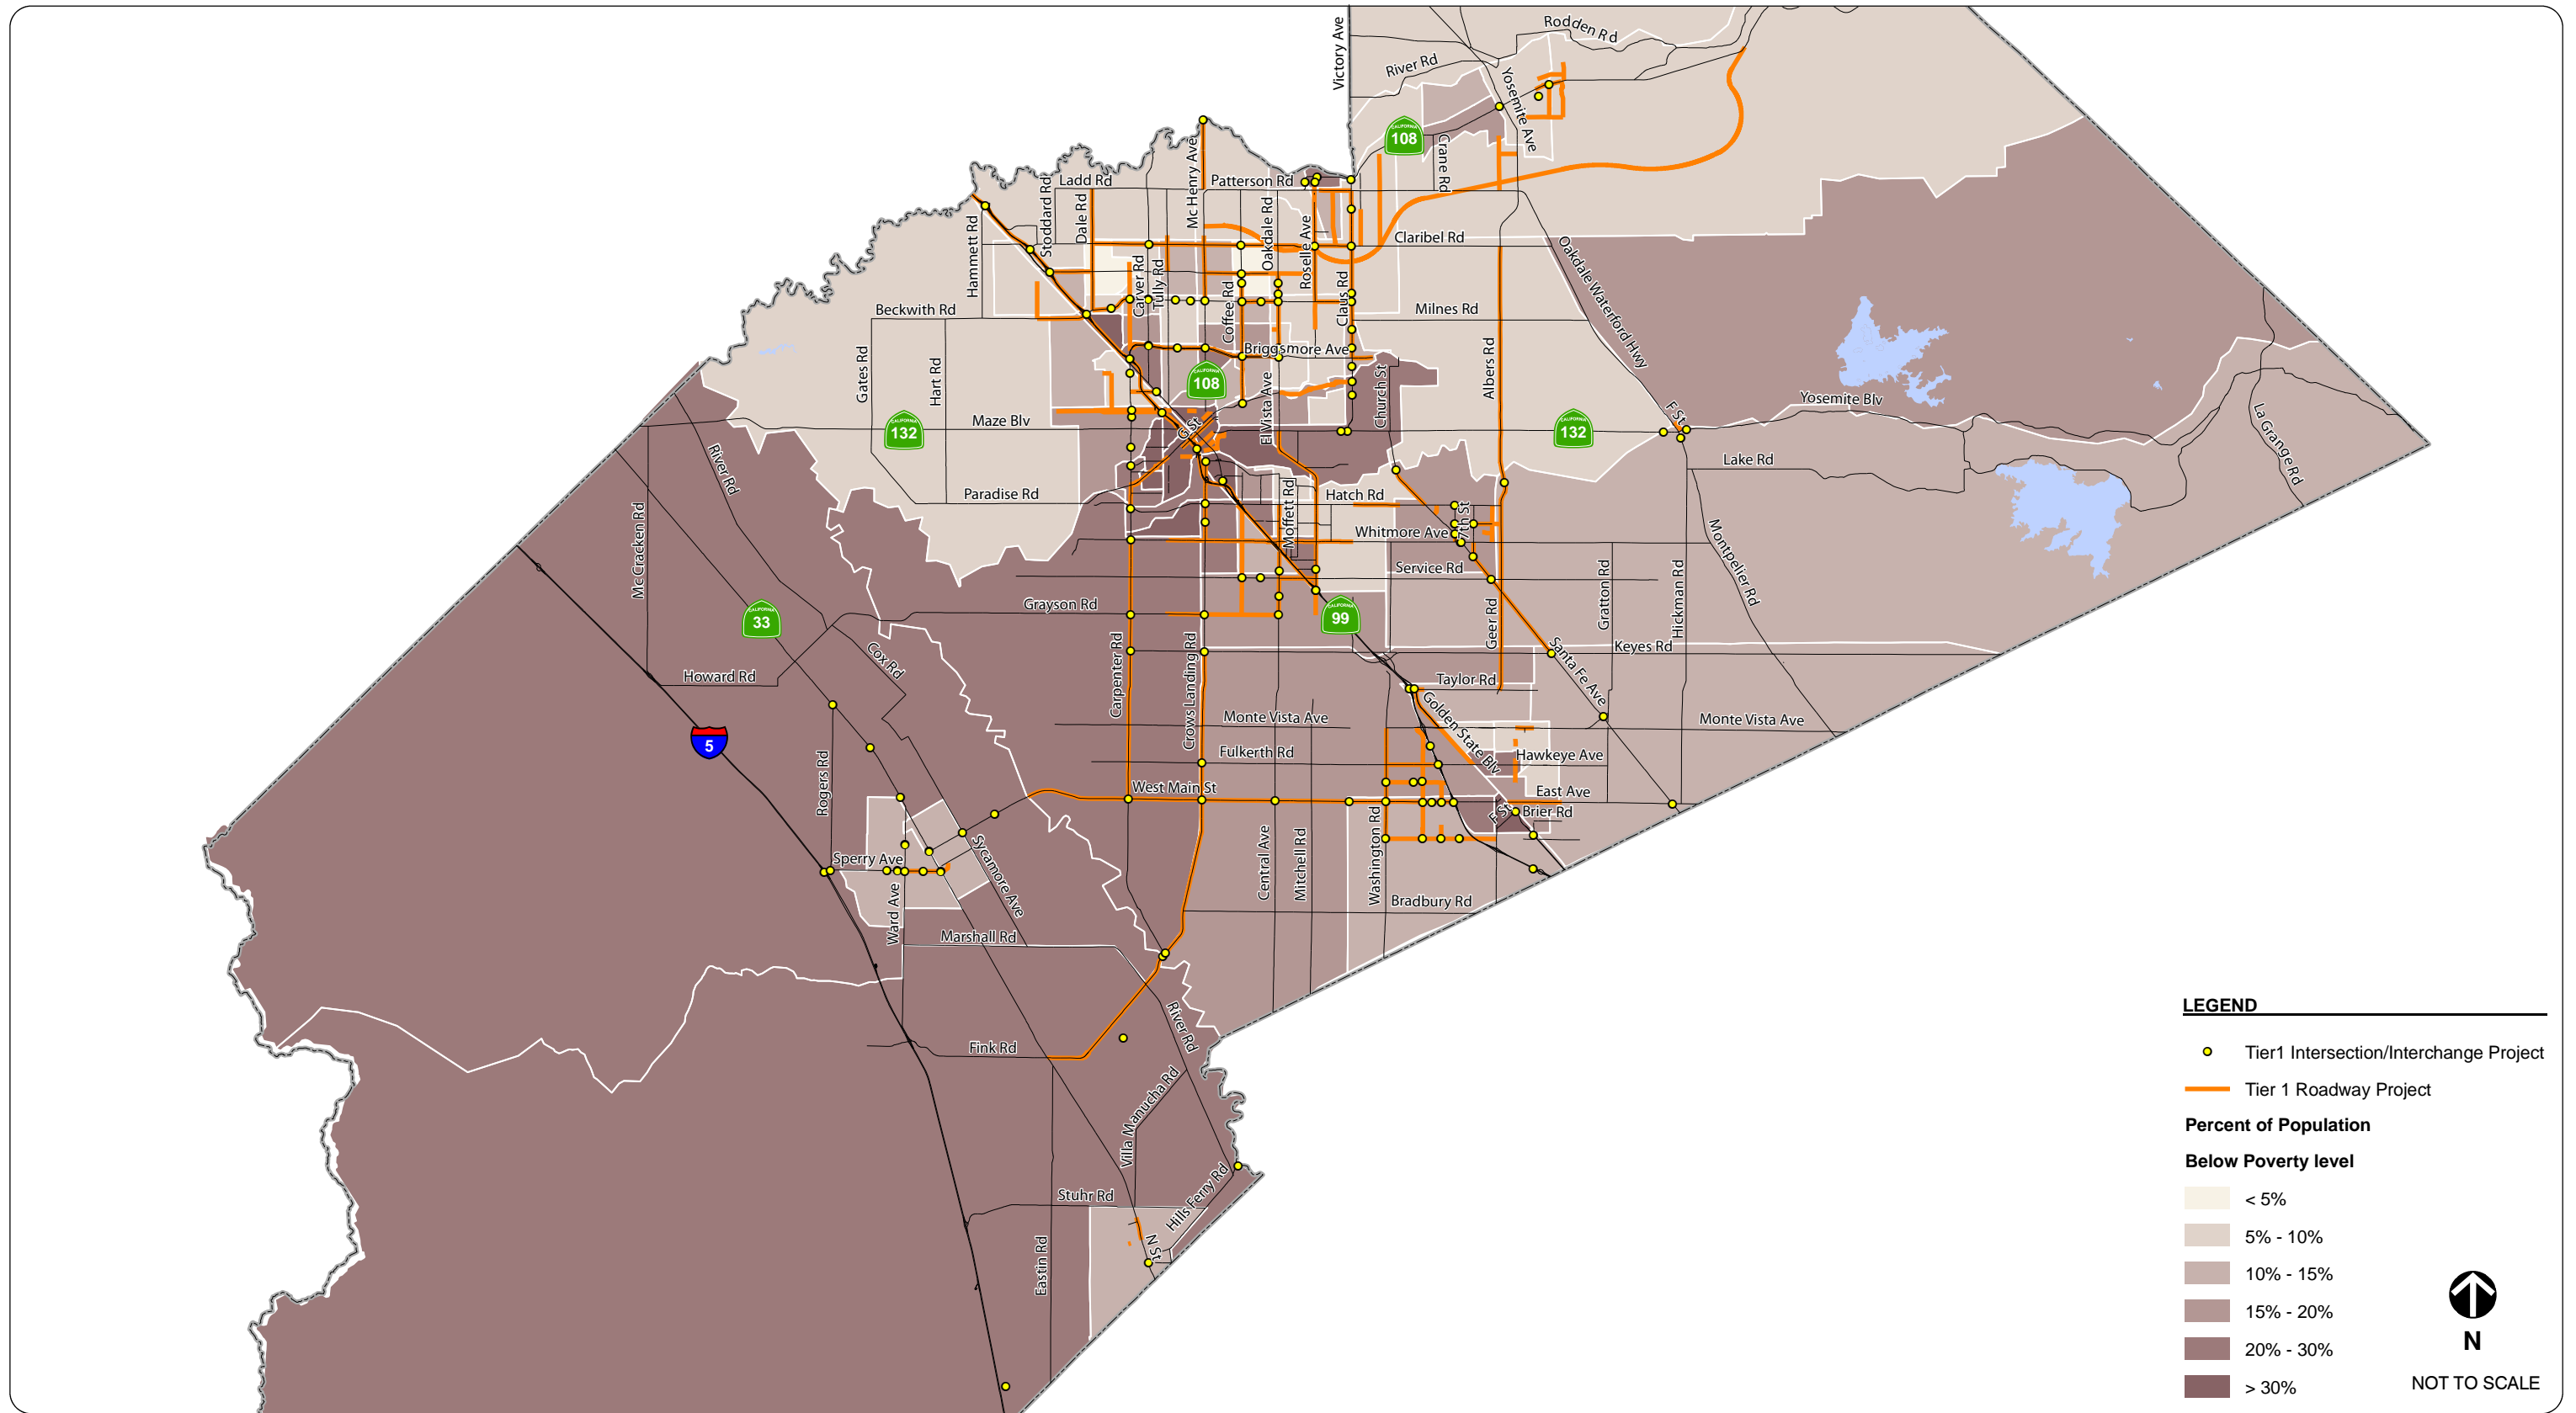 Victory Ave
Rodden Rd
River Rd
Yosemite Ave
CALIFORNIA
108
Crane Rd
Mc Henry Ave
Ladd Rd
Patterson Rd
Stoddard Rd
Dale Rd
Hammett Rd
Oakdale Rd
Roselle Ave
Claribel Rd
Carver Rd
Tully Rd
Coffee Rd
Claus Rd
Oakdale Waterford Hwy
Beckwith Rd
Milnes Rd
Gates Rd
Hart Rd
Briggsmore Ave
CALIFORNIA
108
Albers Rd
Church St
El Vista Ave
Yosemite Blv
F St
La Grange Rd
CALIFORNIA
132
Maze Blv
G St
CALIFORNIA
132
River Rd
Lake Rd
Paradise Rd
Moffett Rd
Hatch Rd
7th St
Whitmore Ave
Mc Cracken Rd
Montpelier Rd
Service Rd
Gratton Rd
Hickman Rd
CALIFORNIA
33
Grayson Rd
CALIFORNIA
99
Geer Rd
Cox Rd
Carpenter Rd
Crows Landing Rd
Santa Fe Ave
Keyes Rd
Howard Rd
Taylor Rd
Golden State Blv
Monte Vista Ave
Monte Vista Ave
5
Fulkerth Rd
Hawkeye Ave
Rogers Rd
West Main St
East Ave
F St
Brier Rd
Sperry Ave
Sycamore Ave
Central Ave
Mitchell Rd
Washington Rd
Ward Ave
Bradbury Rd
Marshall Rd
River Rd
Fink Rd
Villa Manucha Rd
Stuhr Rd
Hills Ferry Rd
Eastin Rd
N St
LEGEND
Tier1 Intersection/Interchange Project
Tier 1 Roadway Project
Percent of Population
Below Poverty level
< 5%
5% - 10%
10% - 15%
15% - 20%
20% - 30%
> 30%
N
NOT TO SCALE